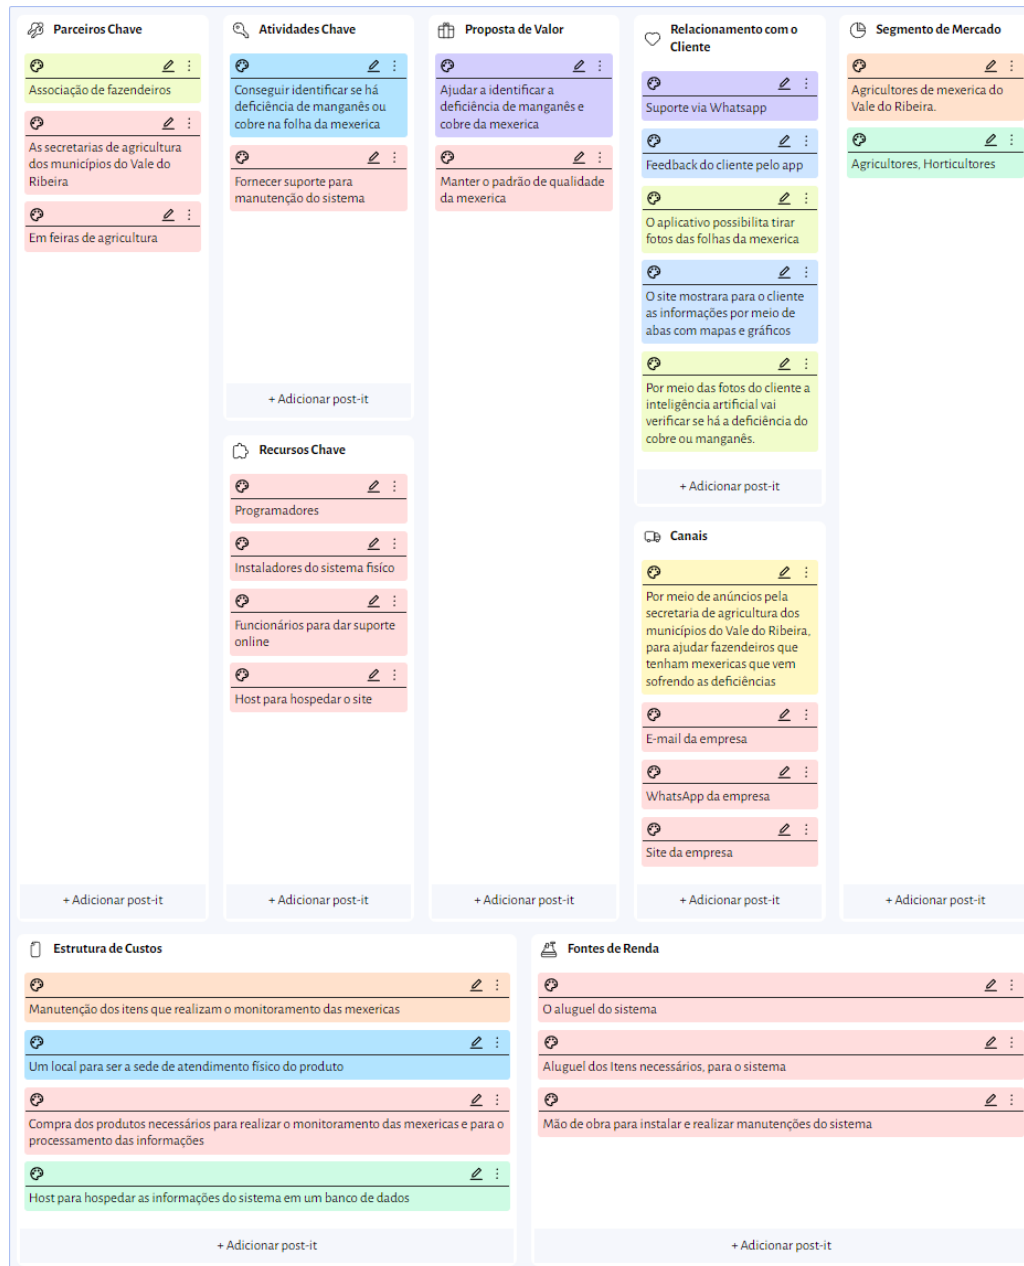 Parceiros Chave
Associação de fazendeiros
As secretarias de agricultura
dos municípios do Vale do
Ribeira
Em feiras de agricultura
+ Adicionar post-it
Atividades Chave
Conseguir identificar se há
deficiência de manganês ou
cobre na folha da mexerica
Fornecer suporte para
manutenção do sistema
+ Adicionar post-it
Recursos Chave
Programadores
Instaladores do sistema fisíco
Funcionários para dar suporte
online
Host para hospedar o site
+ Adicionar post-it
Proposta de Valor
Ajudar a identificar a
deficiência de manganês e
cobre da mexerica
Manter o padrão de qualidade
da mexerica
+ Adicionar post-it
Relacionamento com o
Cliente
Suporte via Whatsapp
Feedback do cliente pelo app
O aplicativo possibilita tirar
fotos das folhas da mexerica
O site mostrara para o cliente
as informações por meio de
abas com mapas e gráficos
Por meio das fotos do cliente a
inteligência artificial vai
verificar se há a deficiência do
cobre ou manganês.
+ Adicionar post-it
Canais
Por meio de anúncios pela
secretaria de agricultura dos
municípios do Vale do Ribeira,
para ajudar fazendeiros que
tenham mexericas que vem
sofrendo as deficiências
E-mail da empresa
WhatsApp da empresa
Site da empresa
+ Adicionar post-it
Segmento de Mercado
Agricultores de mexerica do
Vale do Ribeira.
Agricultores, Horticultores
+ Adicionar post-it
Estrutura de Custos
Manutenção dos itens que realizam o monitoramento das mexericas
Um local para ser a sede de atendimento físico do produto
Compra dos produtos necessários para realizar o monitoramento das mexericas e para o
processamento das informações
Host para hospedar as informações do sistema em um banco de dados
+ Adicionar post-it
Fontes de Renda
O aluguel do sistema
Aluguel dos Itens necessários, para o sistema
Mão de obra para instalar e realizar manutenções do sistema
+ Adicionar post-it